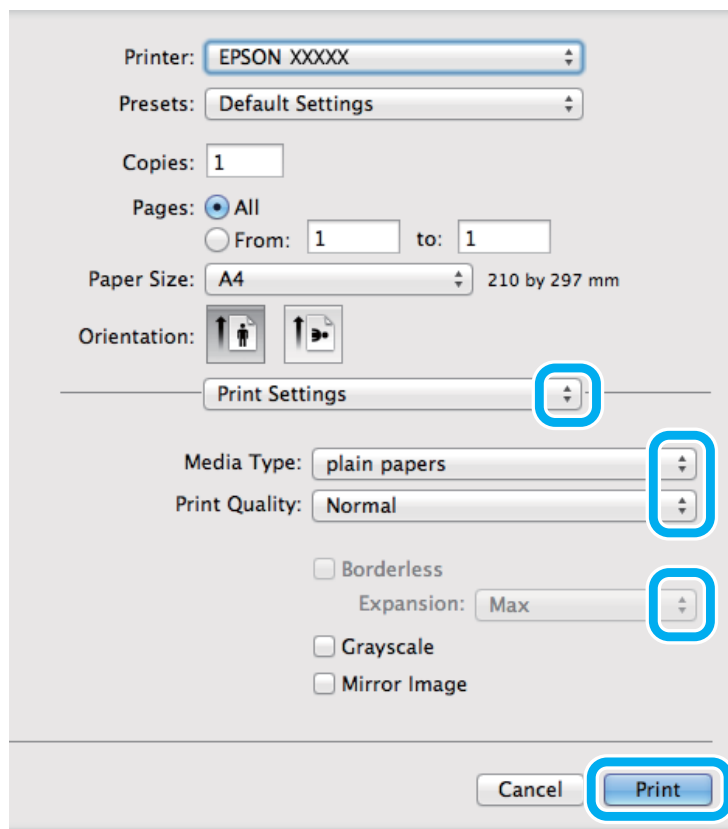 Printer: EPSON XXXXX
Presets: Default Settings
Copies: 1
Pages: All
From: 1 to: 1
Paper Size: A4 210 by 297 mm
Orientation:
Print Settings
Media Type: plain papers
Print Quality: Normal
Borderless
Expansion: Max
Grayscale
Mirror Image
Cancel Print